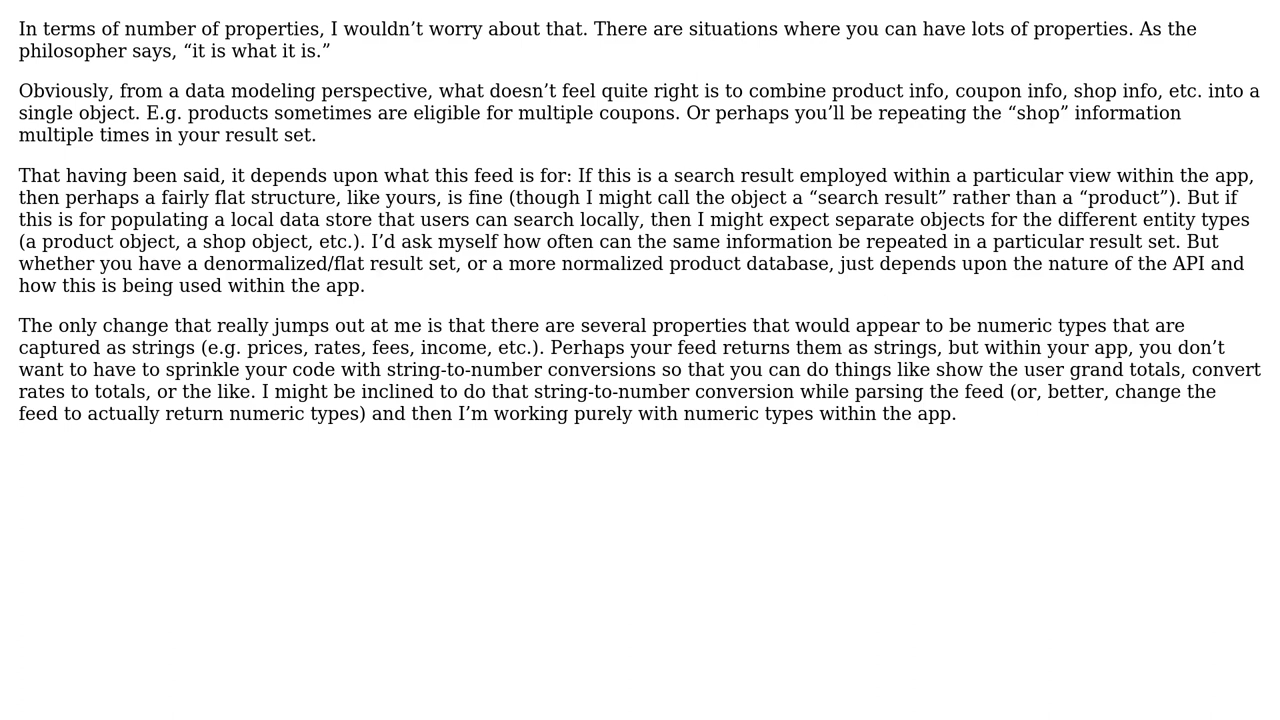 In terms of number of properties, I wouldn’t worry about that. There are situations where you can have lots of properties. As the
philosopher says, “it is what it is.”
Obviously, from a data modeling perspective, what doesn’t feel quite right is to combine product info, coupon info, shop info, etc. into a
single object. E.g. products sometimes are eligible for multiple coupons. Or perhaps you’ll be repeating the “shop” information
multiple times in your result set.
That having been said, it depends upon what this feed is for: If this is a search result employed within a particular view within the app,
then perhaps a fairly flat structure, like yours, is fine (though I might call the object a “search result” rather than a “product”). But if
this is for populating a local data store that users can search locally, then I might expect separate objects for the different entity types
(a product object, a shop object, etc.). I’d ask myself how often can the same information be repeated in a particular result set. But
whether you have a denormalized/flat result set, or a more normalized product database, just depends upon the nature of the API and
how this is being used within the app.
The only change that really jumps out at me is that there are several properties that would appear to be numeric types that are
captured as strings (e.g. prices, rates, fees, income, etc.). Perhaps your feed returns them as strings, but within your app, you don’t
want to have to sprinkle your code with string-to-number conversions so that you can do things like show the user grand totals, convert
rates to totals, or the like. I might be inclined to do that string-to-number conversion while parsing the feed (or, better, change the
feed to actually return numeric types) and then I’m working purely with numeric types within the app.